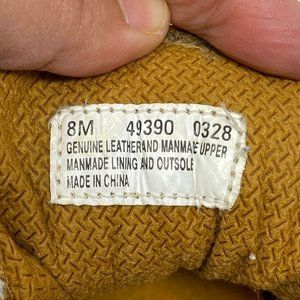 8M 49390 0328
GENUINE LEATHERAND MANMADE UPPER
MANMADE LINING AND OUTSOLE
MADE IN CHINA